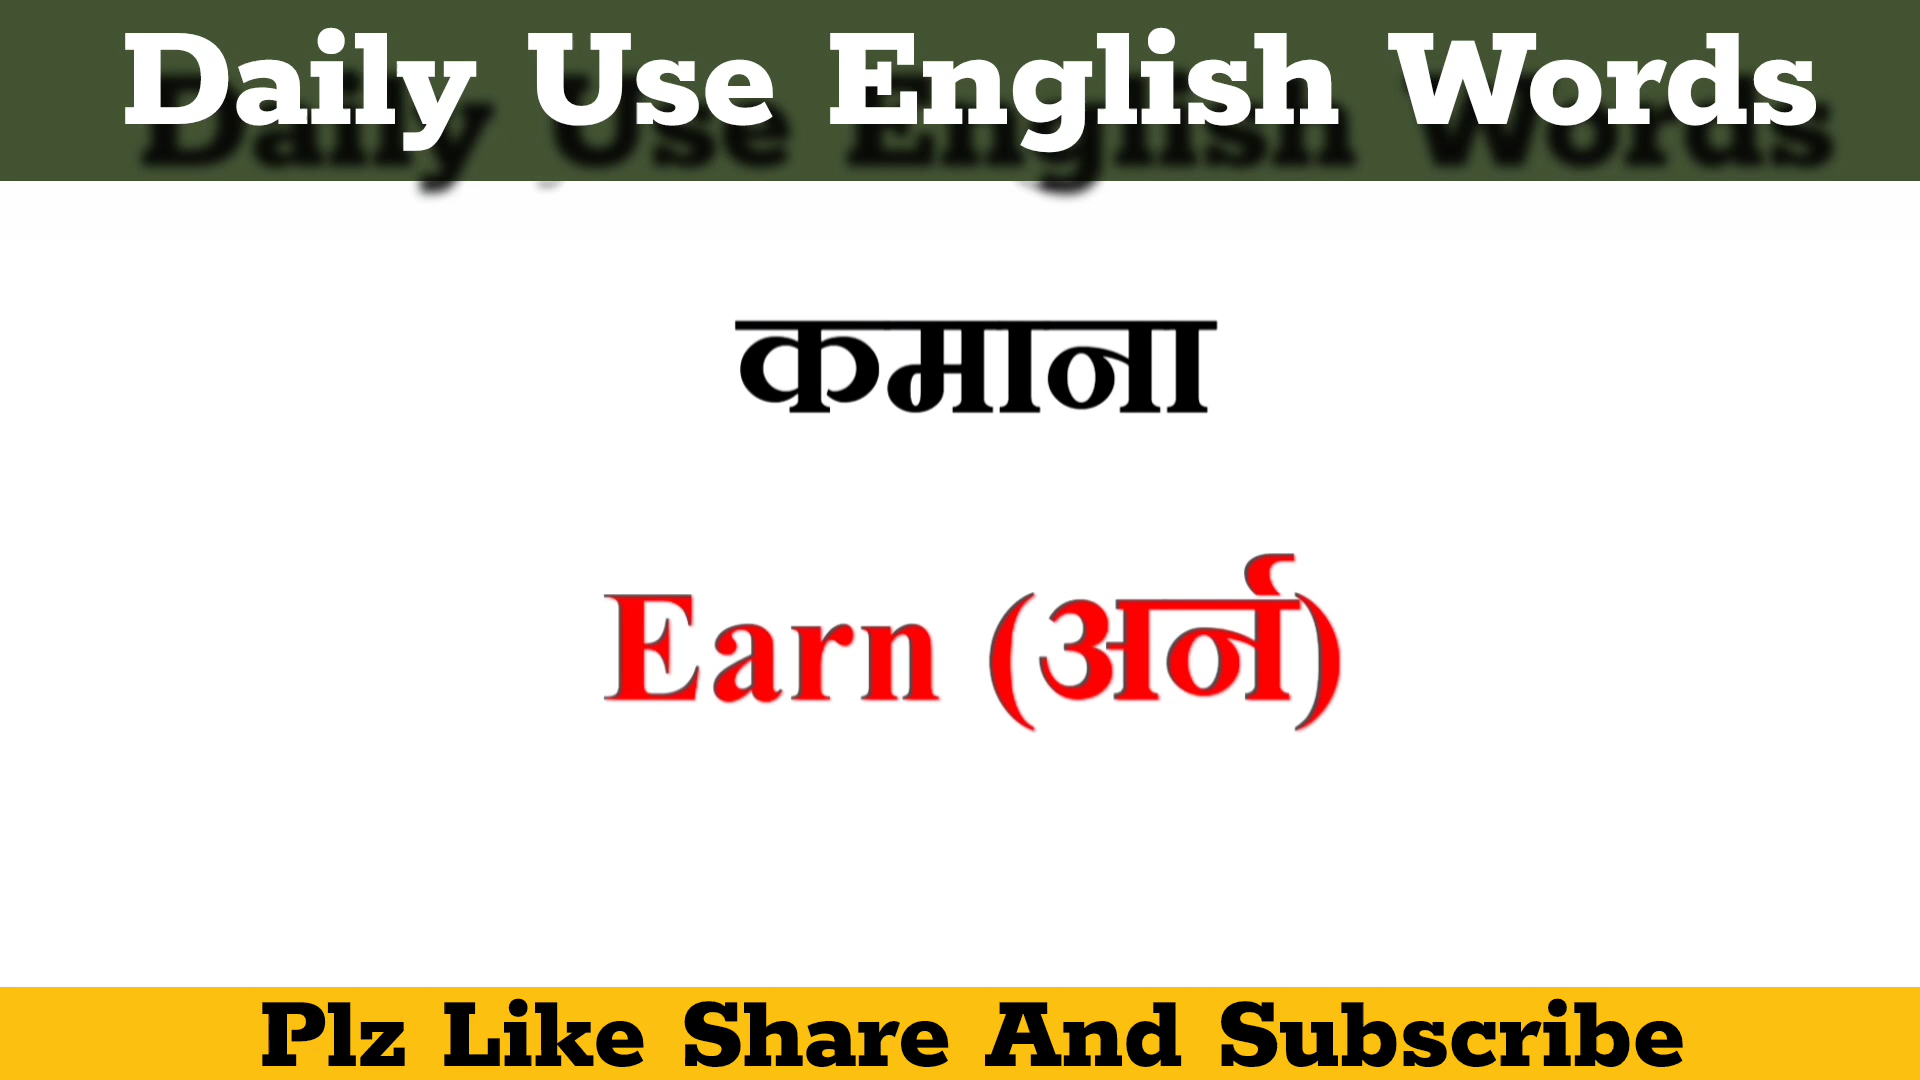 Daily Use English Words
कमाना
Earn (अर्न)
Plz Like Share And Subscribe